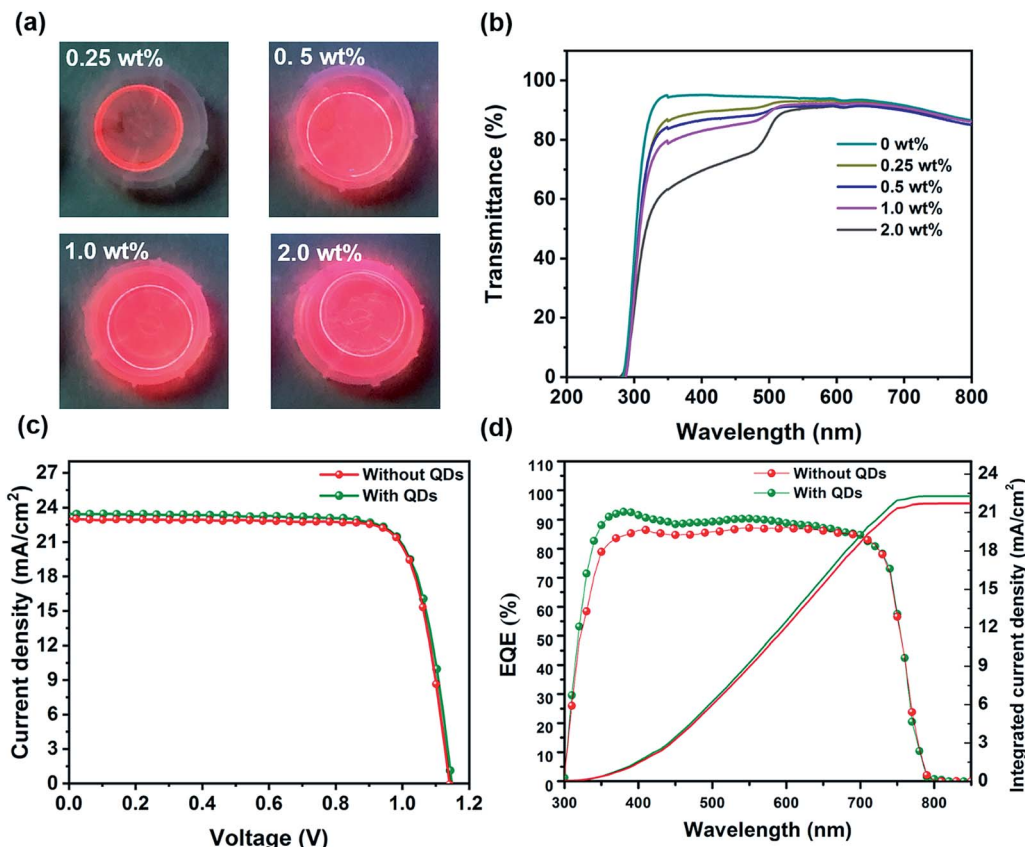 (a)
0.25 wt%
0. 5 wt%
1.0 wt%
2.0 wt%
(b)
Transmittance (%)
100
80
60
40
20
0
0 wt%
0.25 wt%
0.5 wt%
1.0 wt%
2.0 wt%
200 300 400 500 600 700 800
Wavelength (nm)
(c)
Current density (mA/cm²)
27
24
21
18
15
12
9
6
3
0
Without QDs
With QDs
0.0 0.2 0.4 0.6 0.8 1.0 1.2
Voltage (V)
(d)
EQE (%)
110
100
90
80
70
60
50
40
30
20
10
0
Without QDs
With QDs
24
21
18
15
12
9
6
3
0
Integrated current density (mA/cm²)
300 400 500 600 700 800
Wavelength (nm)